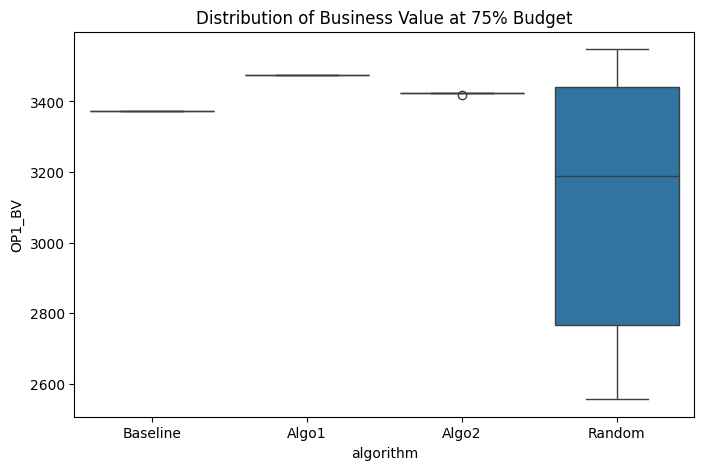 Distribution of Business Value at 75% Budget
OP1_BV
3400
3200
3000
2800
2600
Baseline
Algo1
Algo2
Random
algorithm